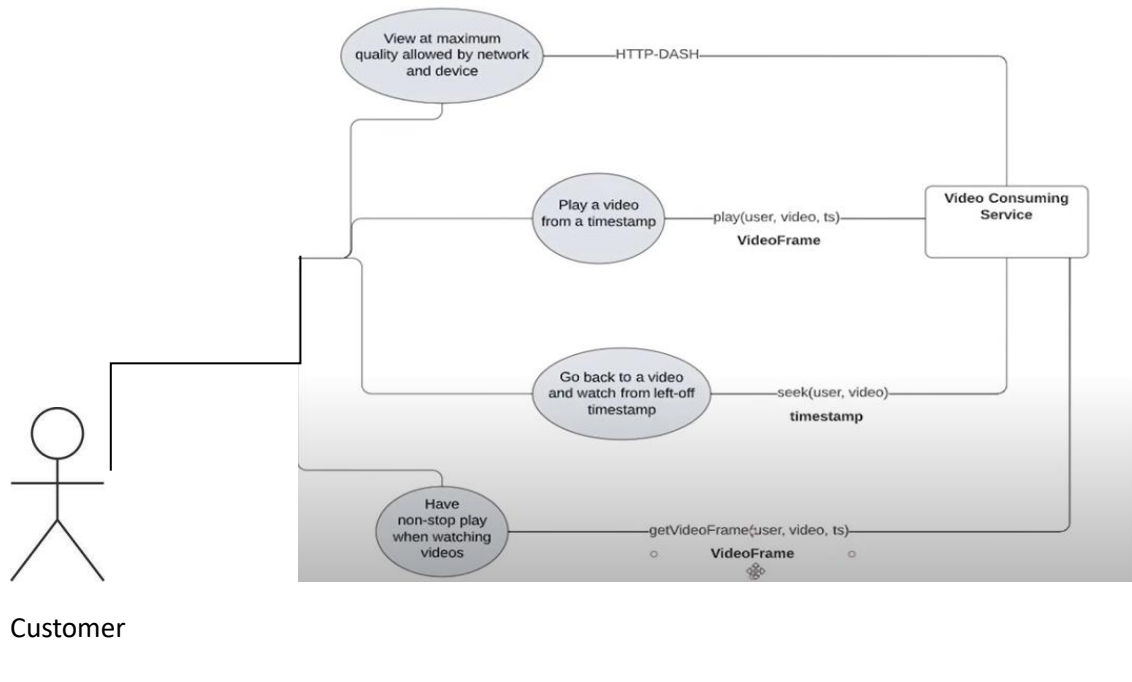 View at maximum
quality allowed by network
and device
HTTP-DASH
Play a video
from a timestamp
play(user, video, ts)
VideoFrame
Video Consuming
Service
Go back to a video
and watch from left-off
timestamp
seek(user, video)
timestamp
Have
non-stop play
when watching
videos
getVideoFrame(user, video, ts)
VideoFrame
Customer